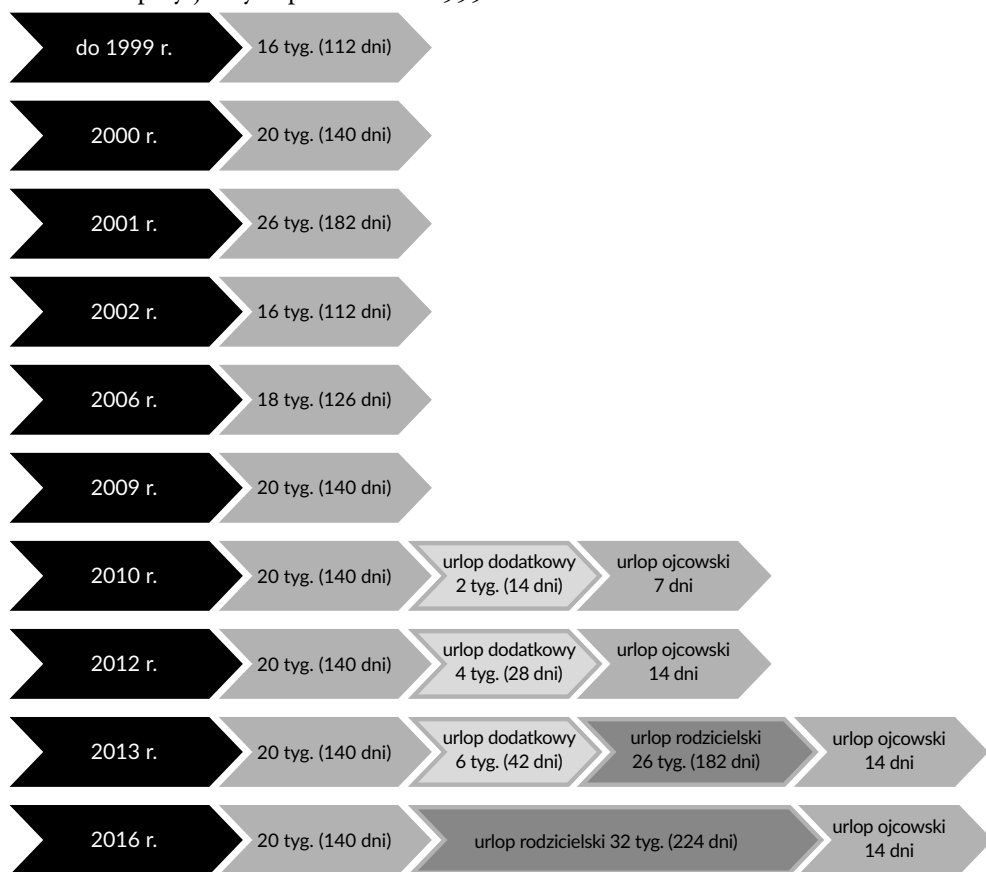 do 1999 r.
16 tyg. (112 dni)
2000 r.
20 tyg. (140 dni)
2001 r.
26 tyg. (182 dni)
2002 r.
16 tyg. (112 dni)
2006 r.
18 tyg. (126 dni)
2009 r.
20 tyg. (140 dni)
2010 r.
20 tyg. (140 dni)
urlop dodatkowy
2 tyg. (14 dni)
urlop ojcowski
7 dni
2012 r.
20 tyg. (140 dni)
urlop dodatkowy
4 tyg. (28 dni)
urlop ojcowski
14 dni
2013 r.
20 tyg. (140 dni)
urlop dodatkowy
6 tyg. (42 dni)
urlop rodzicielski
26 tyg. (182 dni)
urlop ojcowski
14 dni
2016 r.
20 tyg. (140 dni)
urlop rodzicielski 32 tyg. (224 dni)
urlop ojcowski
14 dni